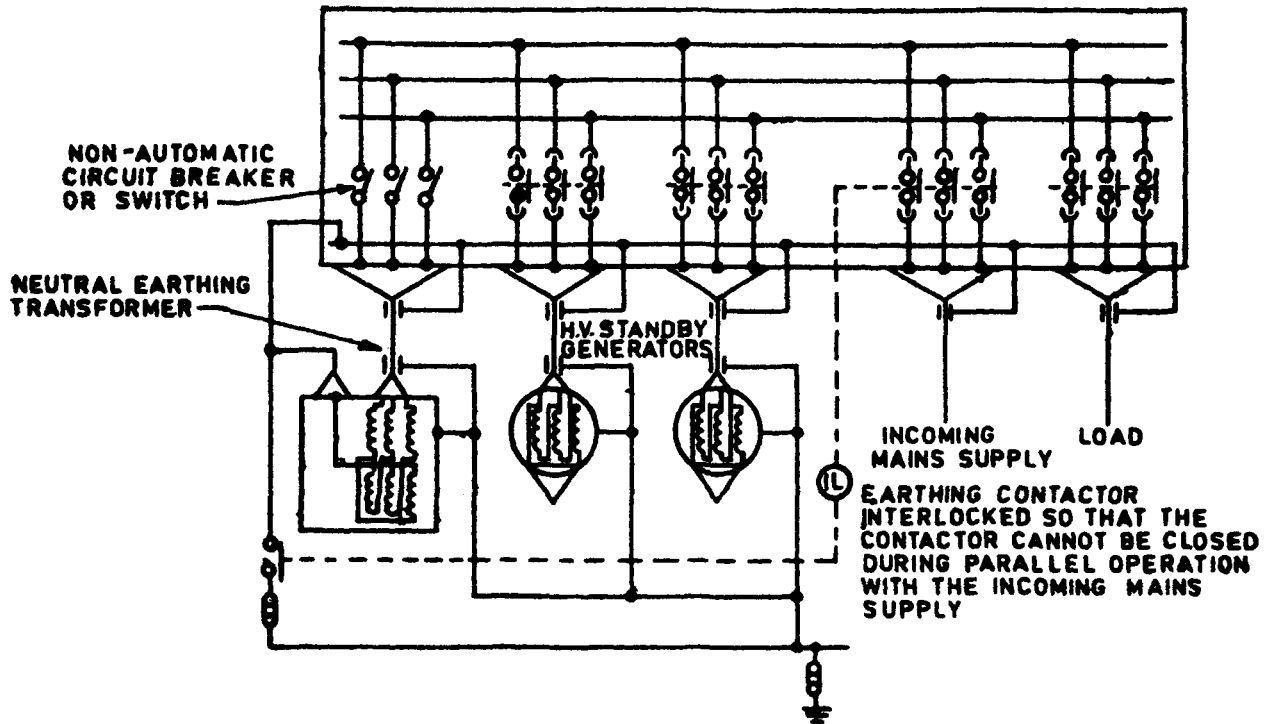 NON-AUTOMATIC
CIRCUIT BREAKER
OR SWITCH
NEUTRAL EARTHING
TRANSFORMER
H.V. STANDBY
GENERATORS
INCOMING
MAINS SUPPLY
LOAD
IL
EARTHING CONTACTOR
INTERLOCKED SO THAT THE
CONTACTOR CANNOT BE CLOSED
DURING PARALLEL OPERATION
WITH THE INCOMING MAINS
SUPPLY